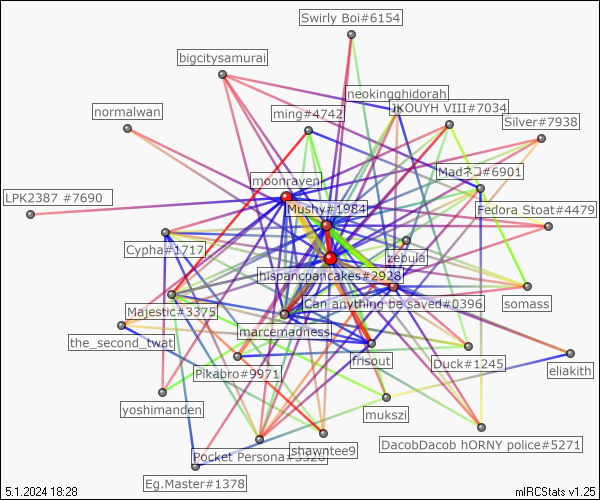 Swirly Boi#6154
bigcitysamurai
neokingghidorah
normalwan
ming#4742
JKOUYH VIII#7034
Silver#7938
Madネコ#6901
moonraven
LPK2387 #7690
Mushy#1984
Fedora Stoat#4479
Cypha#1717
zebula
hispancpancakes#2928
Can anything be saved#0396
somass
Majestic#3375
marcemadness
the_second_twat
frisout
Duck#1245
Pikabro#9971
eliakith
yoshimanden
mukszi
DacobDacob hORNY police#5271
shawntee9
Pocket Persona#5528
Eg.Master#1378
5.1.2024 18:28
mIRCStats v1.25